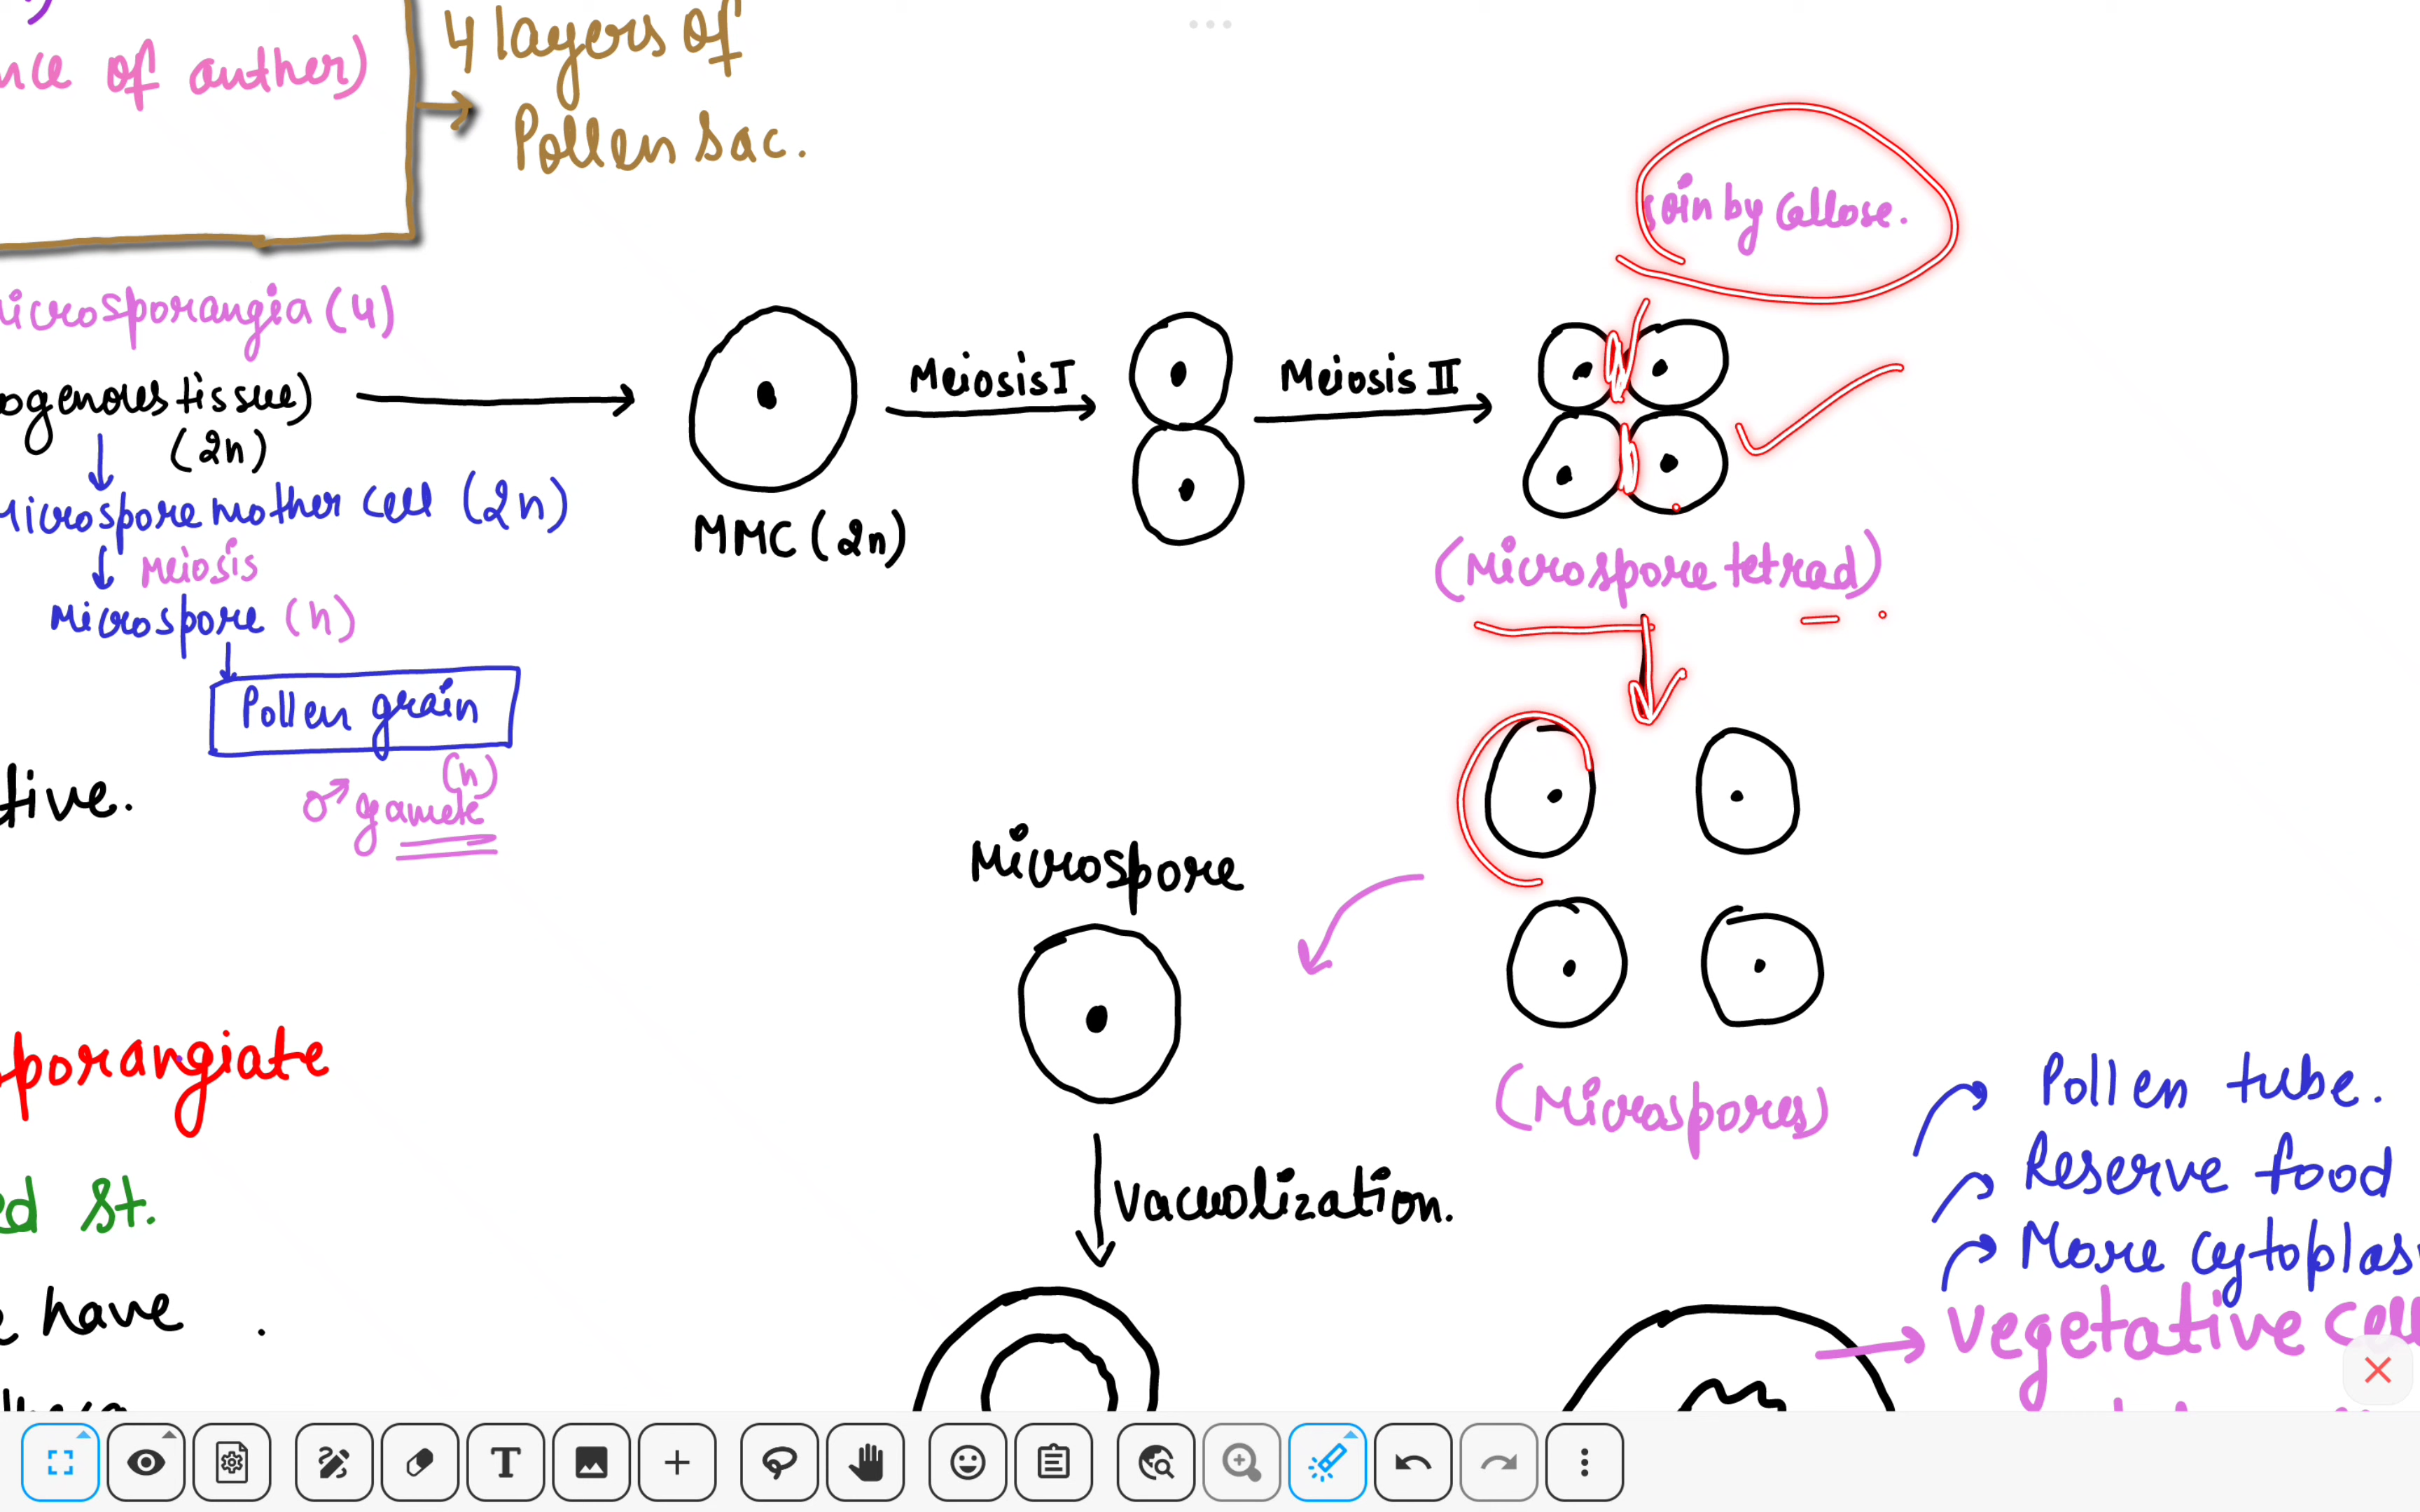 4 layers of
Pollen sac.
of anther)
join by callose.
icrosporangia (4)
ogenous tissue)
(2n)
Microspore mother cell (2n)
Meiosis
Microspore (n)
Pollen grain
(n)
♂ gamete
Meiosis I
Meiosis II
MMC (2n)
(Microspore tetrad)
tive.
Microspore
(Microspores)
Vacuolization.
porangiate
ed St.
have .
Pollen tube.
Reserve food
More cytoplas
Vegetative cell
T